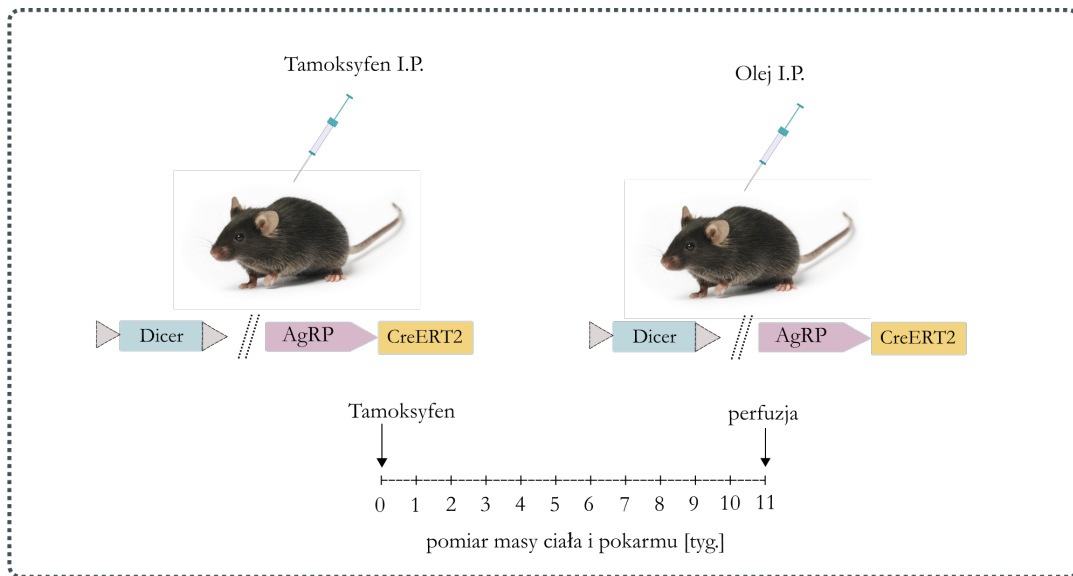 Tamoksyfen I.P.
Olej I.P.
Dicer
AgRP
CreERT2
Dicer
AgRP
CreERT2
Tamoksyfen
perfuzja
0 1 2 3 4 5 6 7 8 9 10 11
pomiar masy ciała i pokarmu [tyg.]